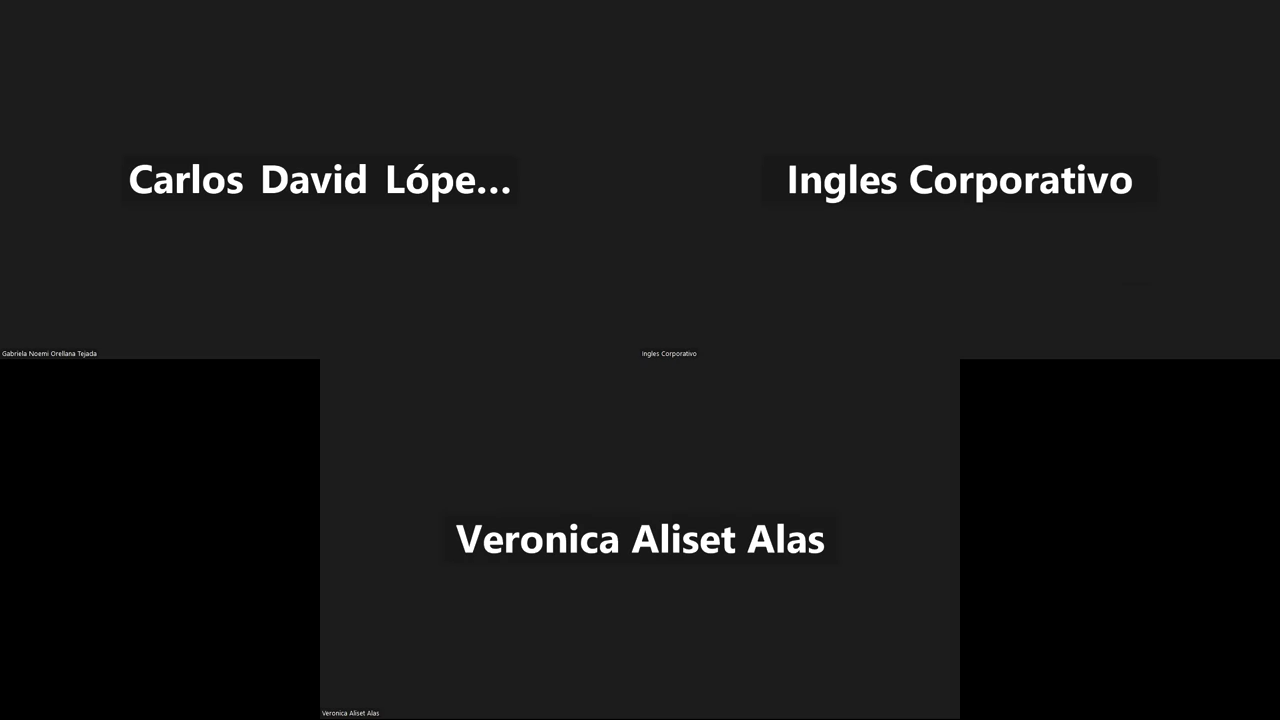 Carlos David Lópe...
Ingles Corporativo
Gabriela Noemi Orellana Tejada
Ingles Corporativo
Veronica Aliset Alas
Veronica Aliset Alas